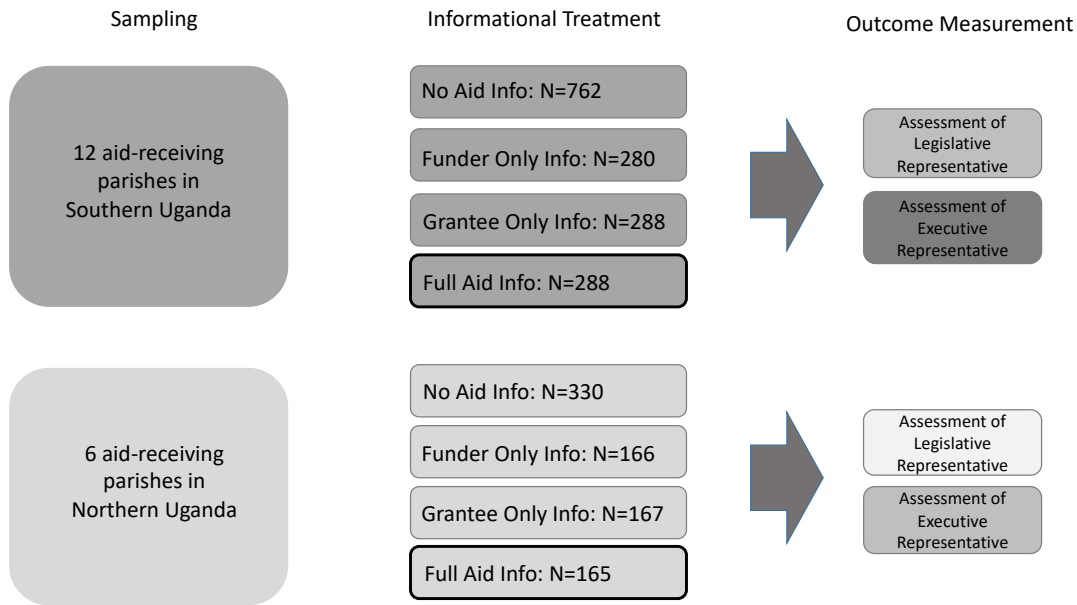 Sampling
Informational Treatment
Outcome Measurement
12 aid-receiving
parishes in
Southern Uganda
No Aid Info: N=762
Funder Only Info: N=280
Grantee Only Info: N=288
Full Aid Info: N=288
Assessment of
Legislative
Representative
Assessment of
Executive
Representative
6 aid-receiving
parishes in
Northern Uganda
No Aid Info: N=330
Funder Only Info: N=166
Grantee Only Info: N=167
Full Aid Info: N=165
Assessment of
Legislative
Representative
Assessment of
Executive
Representative